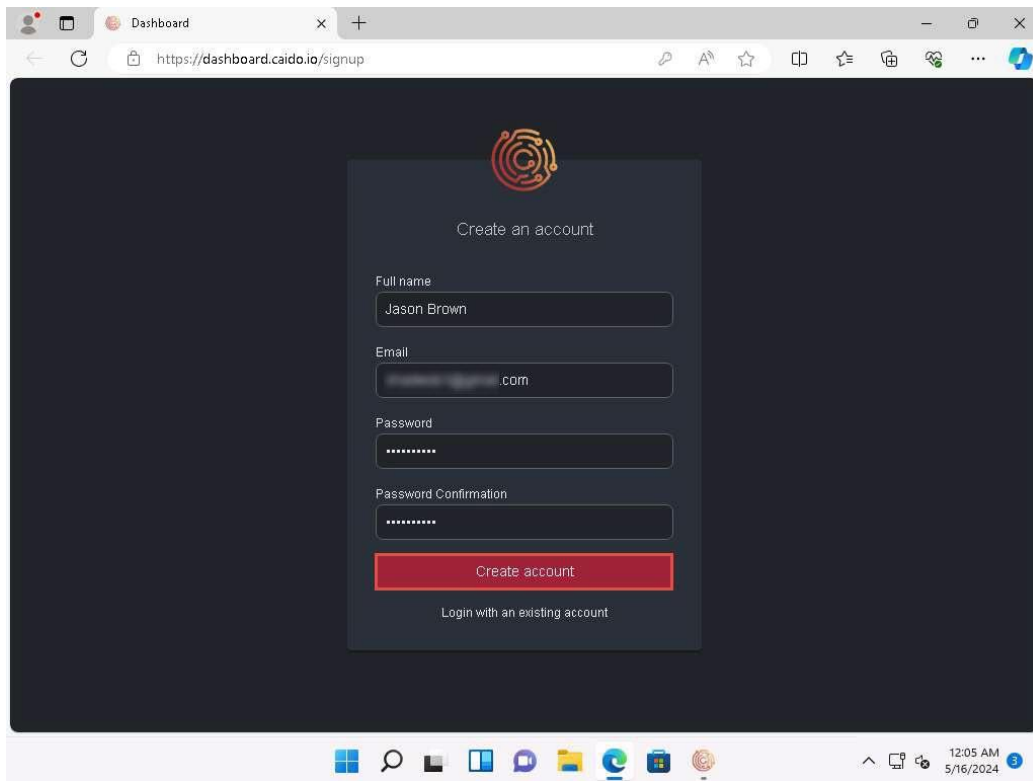 Dashboard
https://dashboard.caido.io/signup
Create an account
Full name
Jason Brown
Email
.com
Password
Password Confirmation
Create account
Login with an existing account
12:05 AM
5/16/2024
3